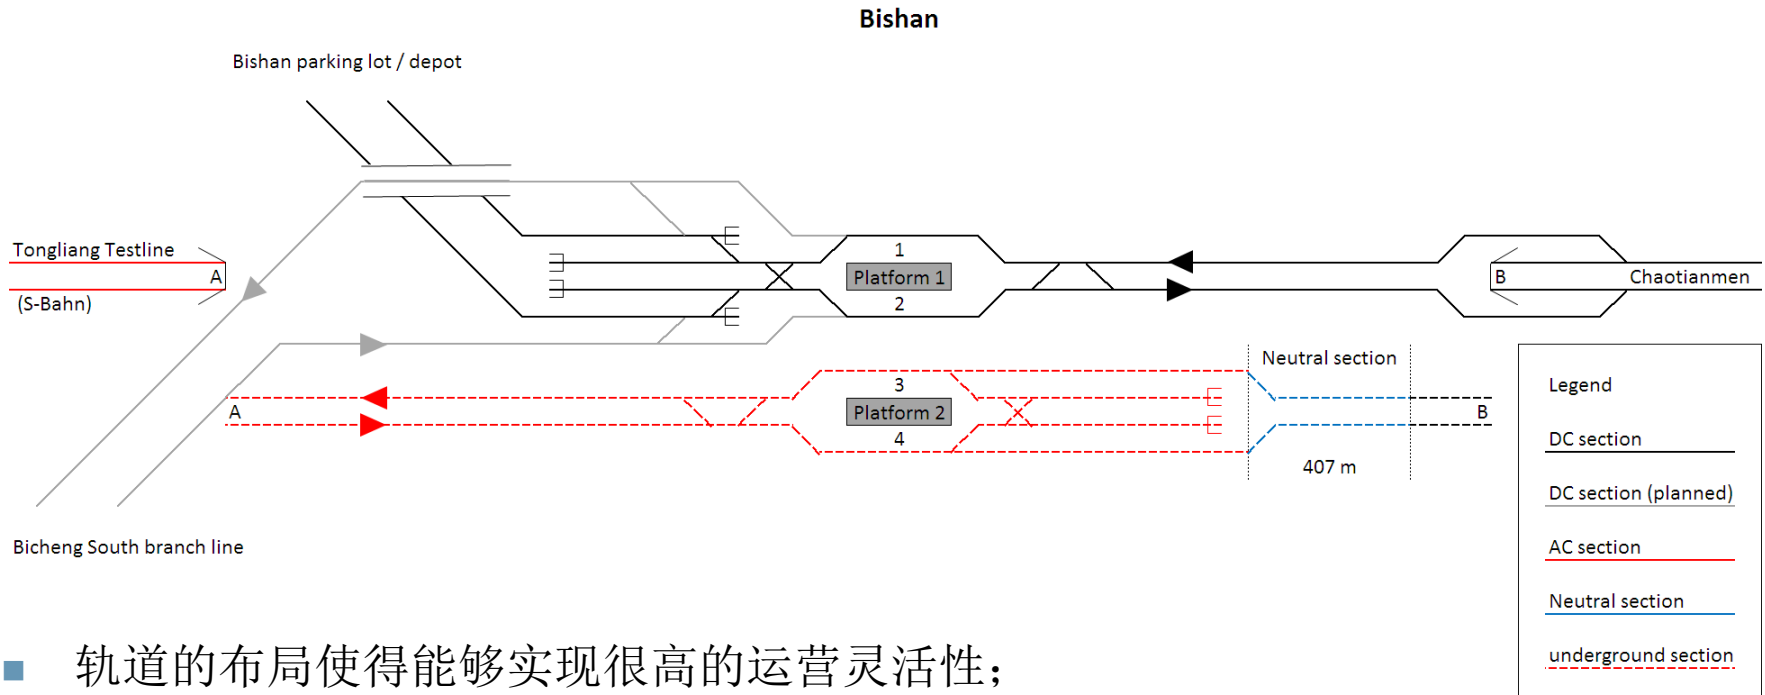 Bishan
Bishan parking lot / depot
Tongliang Testline
A
(S-Bahn)
1
Platform 1
2
B
Chaotianmen
Neutral section
3
A
Platform 2
B
4
407 m
Bicheng South branch line
Legend
DC section
DC section (planned)
AC section
Neutral section
underground section
轨道的布局使得能够实现很高的运营灵活性；